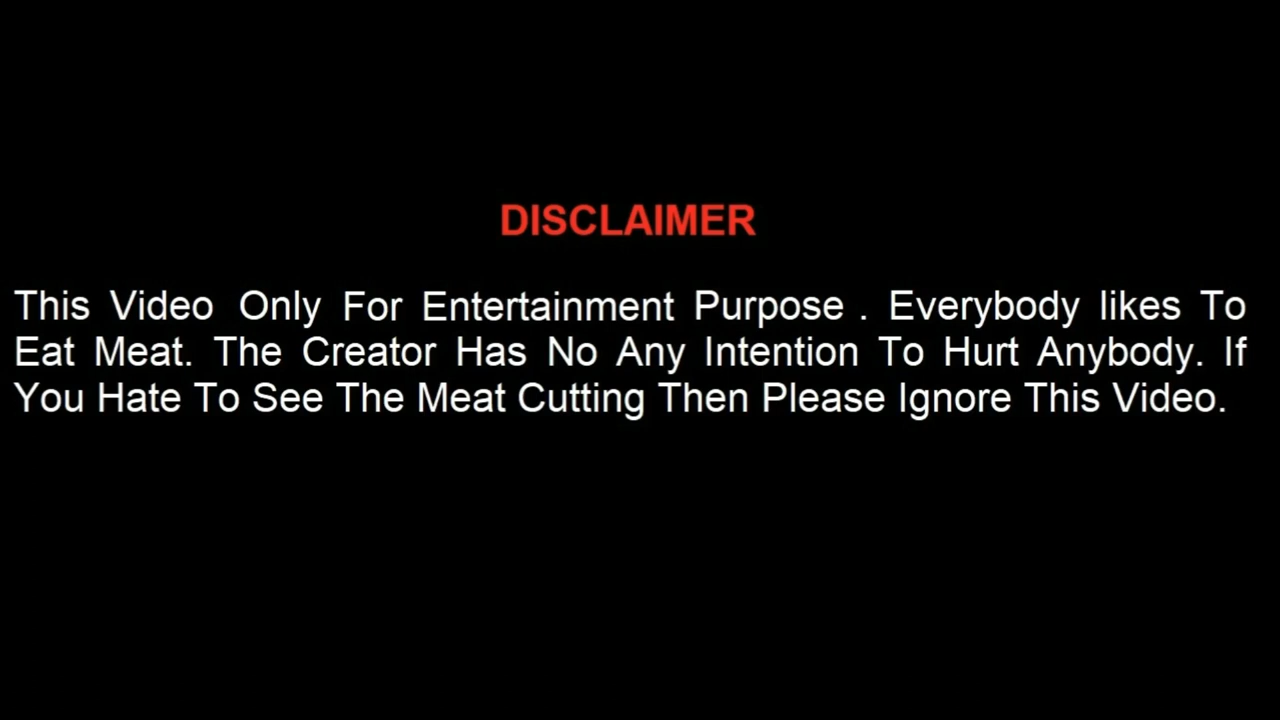 DISCLAIMER
This Video Only For Entertainment Purpose . Everybody likes To
Eat Meat. The Creator Has No Any Intention To Hurt Anybody. If
You Hate To See The Meat Cutting Then Please Ignore This Video.